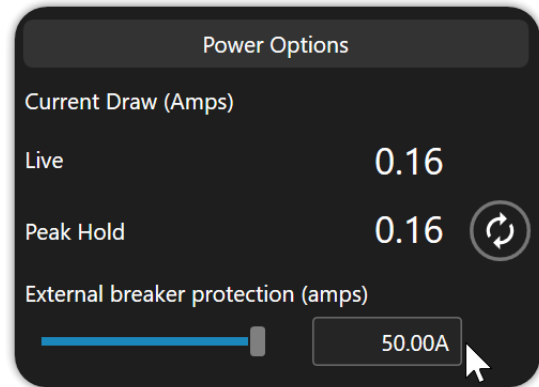 Power Options
Current Draw (Amps)
Live 0.16
Peak Hold 0.16
External breaker protection (amps)
50.00A